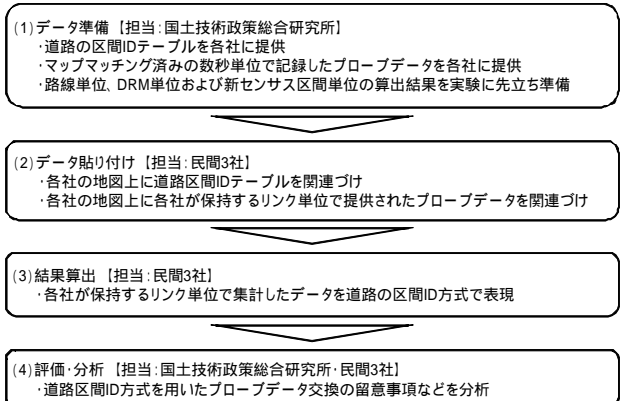 (1)データ準備【担当:国土技術政策総合研究所】
・道路の区間IDテーブルを各社に提供
・マップマッチング済みの数秒単位で記録したプローブデータを各社に提供
・路線単位、DRM単位および新センサス区間単位の算出結果を実験に先立ち準備
(2)データ貼り付け【担当:民間3社】
・各社の地図上に道路区間IDテーブルを関連づけ
・各社の地図上に各社が保持するリンク単位で提供されたプローブデータを関連づけ
(3)結果算出【担当:民間3社】
・各社が保持するリンク単位で集計したデータを道路の区間ID方式で表現
(4)評価・分析【担当:国土技術政策総合研究所・民間3社】
・道路区間ID方式を用いたプローブデータ交換の留意事項などを分析